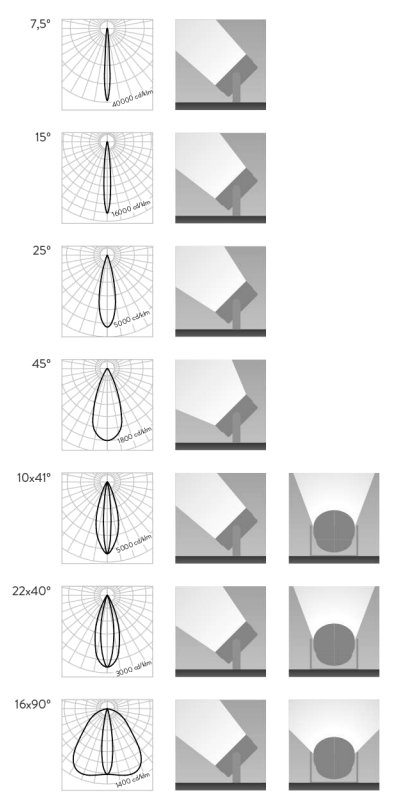 7,5°
40000 cd/klm
15°
16000 cd/klm
25°
5000 cd/klm
45°
1800 cd/klm
10x41°
5000 cd/klm
22x40°
3000 cd/klm
16x90°
1400 cd/klm